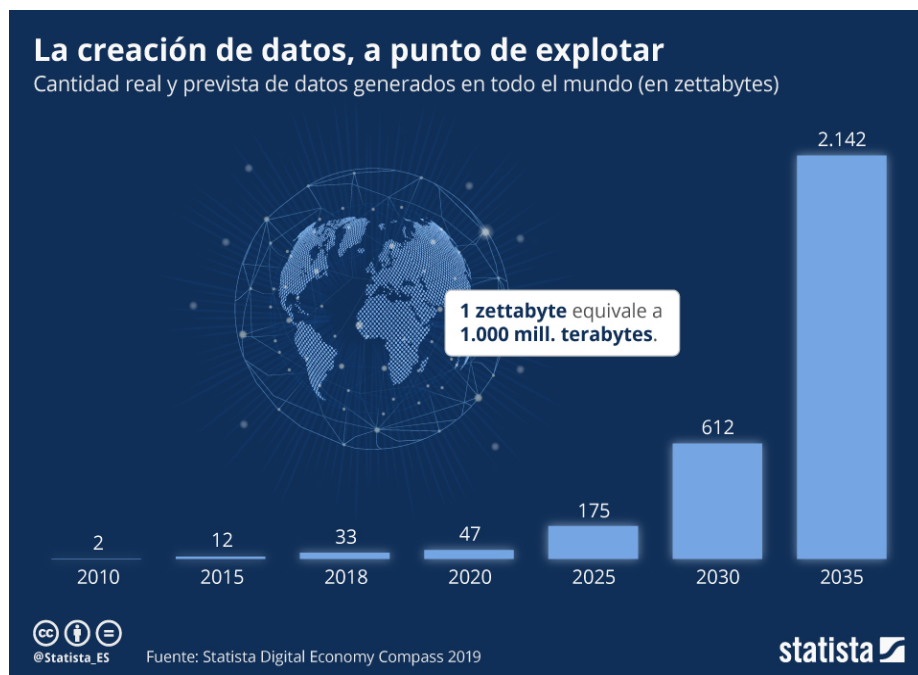 La creación de datos, a punto de explotar
Cantidad real y prevista de datos generados en todo el mundo (en zettabytes)
2.142
1 zettabyte equivale a
1.000 mill. terabytes.
612
175
47
33
12
2
2010 2015 2018 2020 2025 2030 2035
cc
@Statista_ES
Fuente: Statista Digital Economy Compass 2019
statista